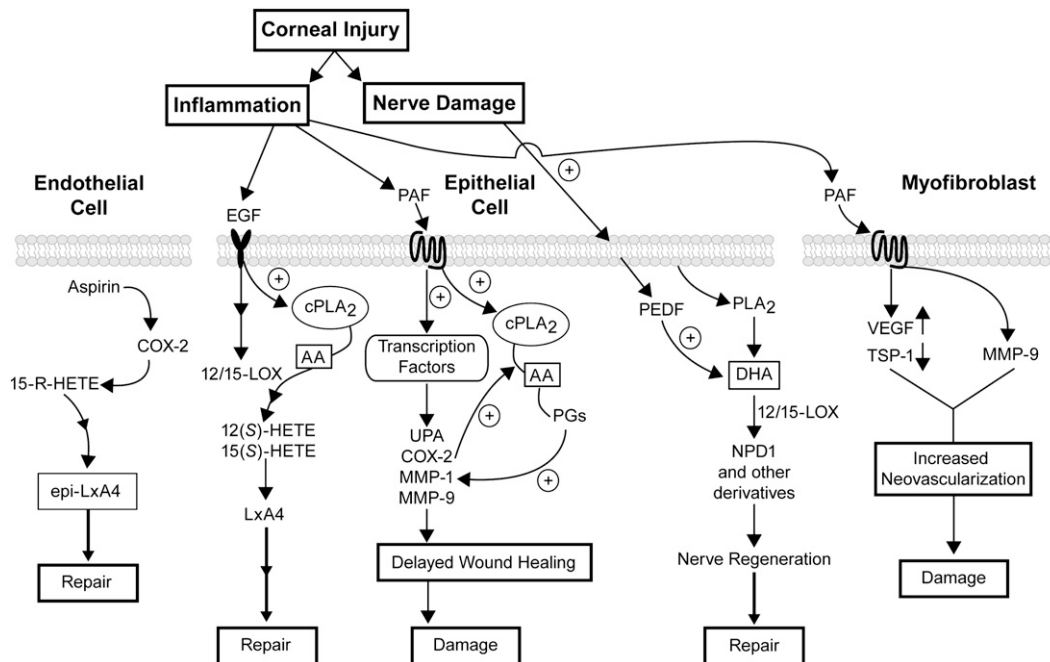 Corneal Injury
Inflammation
Nerve Damage
+
Endothelial
Cell
EGF
PAF
Epithelial
Cell
PAF
Myofibroblast
Aspirin
COX-2
15-R-HETE
epi-LxA4
Repair
+
cPLA2
AA
12/15-LOX
12(S)-HETE
15(S)-HETE
LxA4
Repair
+
+
cPLA2
Transcription
Factors
AA
PGs
+
UPA
COX-2
MMP-1
MMP-9
+
Delayed Wound Healing
Damage
PEDF
PLA2
+
DHA
12/15-LOX
NPD1
and other
derivatives
Nerve Regeneration
Repair
VEGF
TSP-1
MMP-9
Increased
Neovascularization
Damage